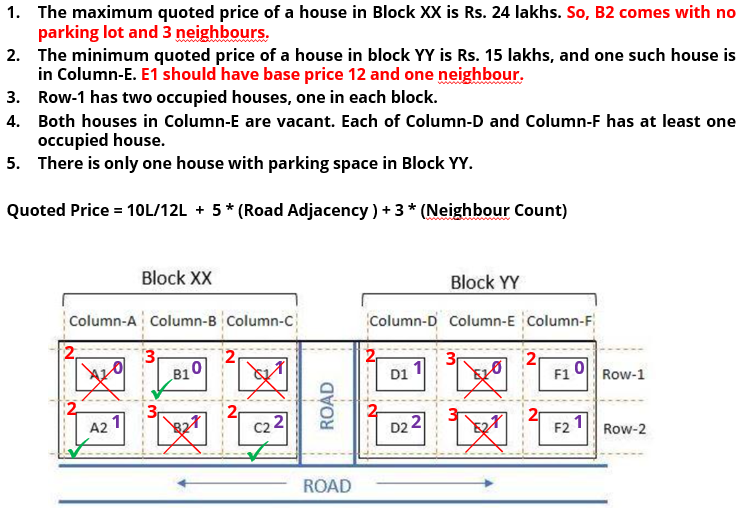 1. The maximum quoted price of a house in Block XX is Rs. 24 lakhs. So, B2 comes with no
parking lot and 3 neighbours.
2. The minimum quoted price of a house in block YY is Rs. 15 lakhs, and one such house is
in Column-E. E1 should have base price 12 and one neighbour.
3. Row-1 has two occupied houses, one in each block.
4. Both houses in Column-E are vacant. Each of Column-D and Column-F has at least one
occupied house.
5. There is only one house with parking space in Block YY.
Quoted Price = 10L/12L + 5 * (Road Adjacency ) + 3 * (Neighbour Count)
Block XX Block YY
Column-A Column-B Column-C Column-D Column-E Column-F
2 A1 0 3 B1 0 2 C1 1 2 D1 1 3 E1 0 2 F1 0 Row-1
2 A2 1 3 B2 1 2 C2 2 2 D2 2 3 E2 1 2 F2 1 Row-2
ROAD
ROAD